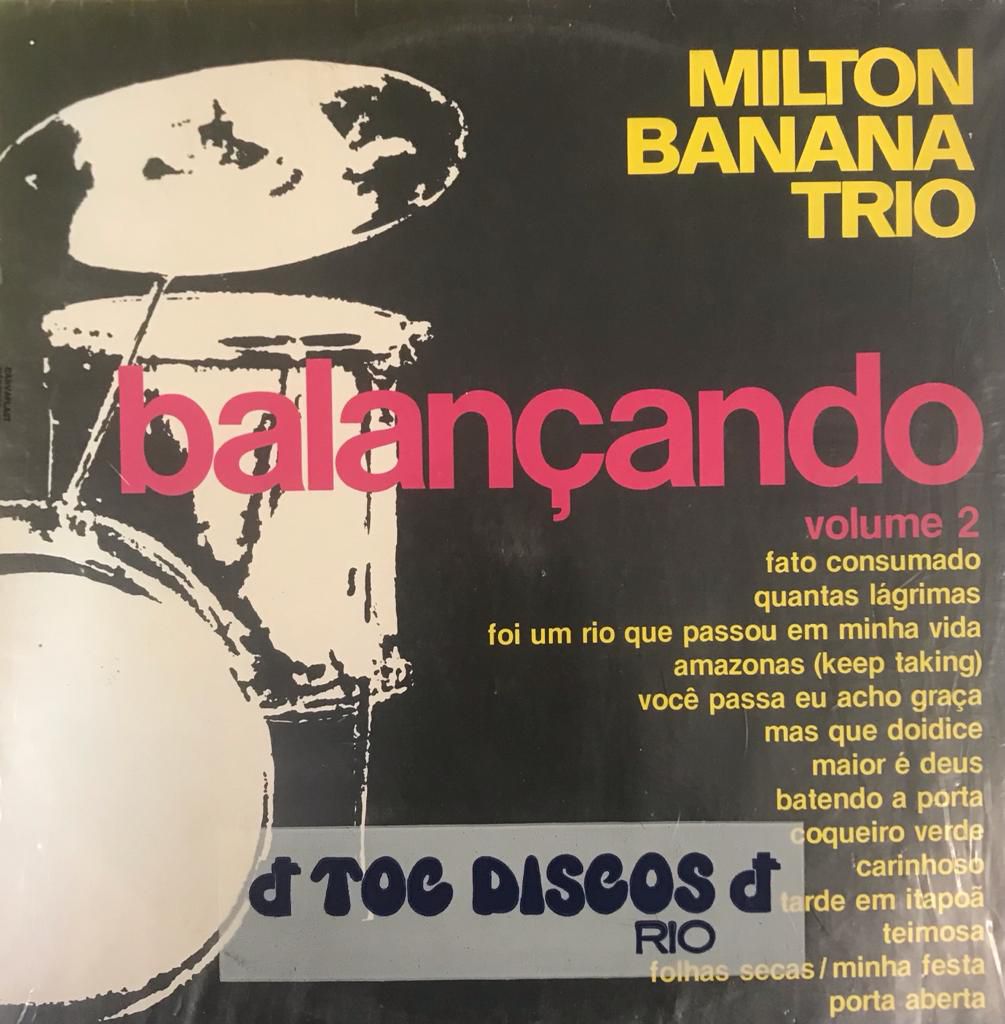 MILTON
BANANA
TRIO
balançando
volume 2
fato consumado
quantas lágrimas
foi um rio que passou em minha vida
amazonas (keep taking)
você passa eu acho graça
mas que doidice
maior é deus
batendo a porta
coqueiro verde
carinhoso
TOC DISCOS
tarde em itapoã
RIO
teimosa
folhas secas / minha festa
porta aberta